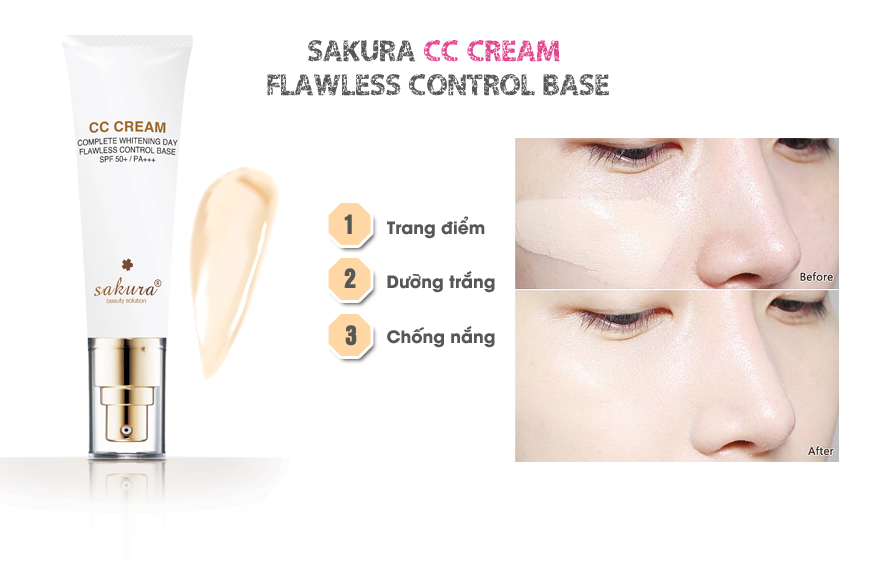 SAKURA CC CREAM
FLAWLESS CONTROL BASE
CC CREAM
COMPLETE WHITENING DAY
FLAWLESS CONTROL BASE
SPF 50+ / PA+++
sakura®
beauty solution
1 Trang điểm
2 Dưỡng trắng
3 Chống nắng
Before
After